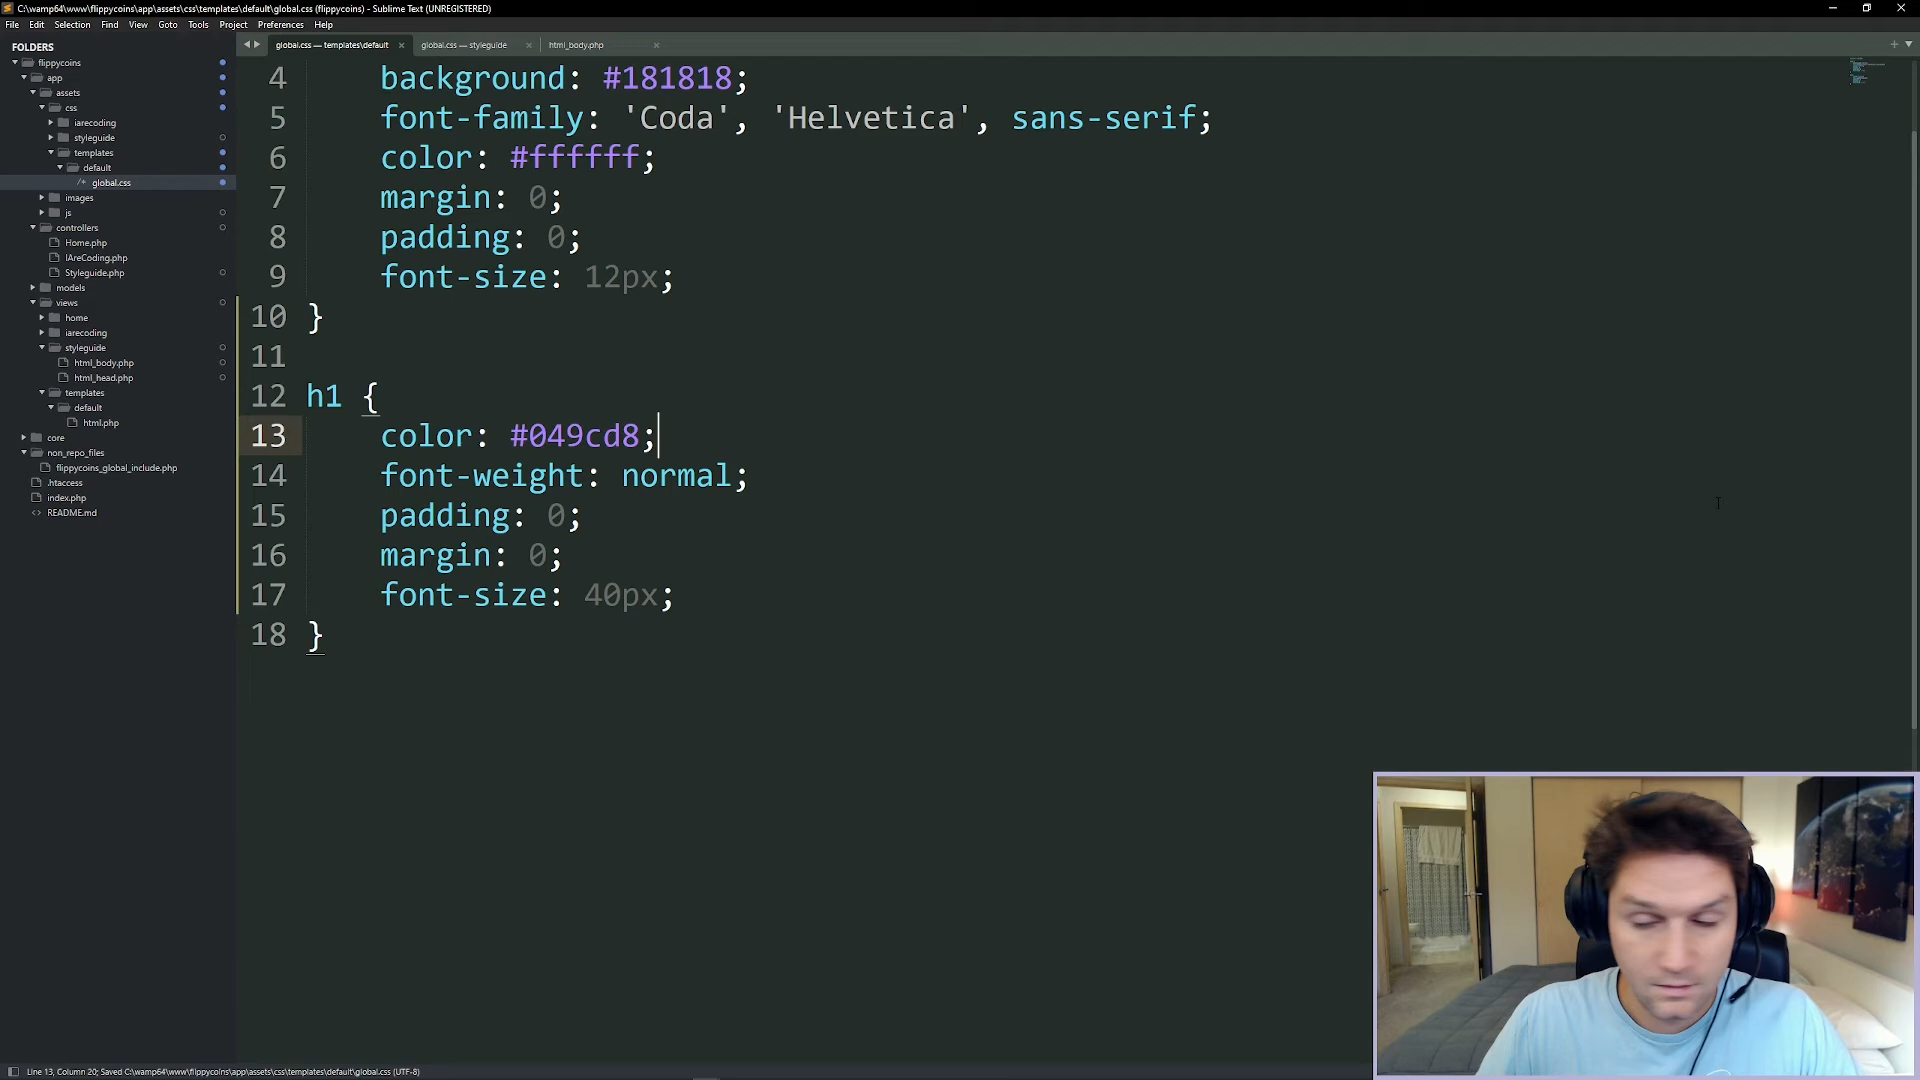 C:\wamp64\www\flippycoins\app\assets\css\templates\default\global.css (flippycoins) - Sublime Text (UNREGISTERED)
File Edit Selection Find View Goto Tools Project Preferences Help
FOLDERS
flippycoins
app
assets
css
iarecoding
styleguide
templates
default
global.css
images
js
controllers
Home.php
IAreCoding.php
Styleguide.php
models
views
home
iarecoding
styleguide
html_body.php
html_head.php
templates
default
html.php
core
non_repo_files
flippycoins_global_include.php
.htaccess
index.php
README.md
global.css — templates\default
global.css — styleguide
html_body.php
4 background: #181818;
5 font-family: 'Coda', 'Helvetica', sans-serif;
6 color: #ffffff;
7 margin: 0;
8 padding: 0;
9 font-size: 12px;
10 }
11
12 h1 {
13 color: #049cd8;
14 font-weight: normal;
15 padding: 0;
16 margin: 0;
17 font-size: 40px;
18 }
Line 13, Column 20; Saved C:\wamp64\www\flippycoins\app\assets\css\templates\default\global.css (UTF-8)